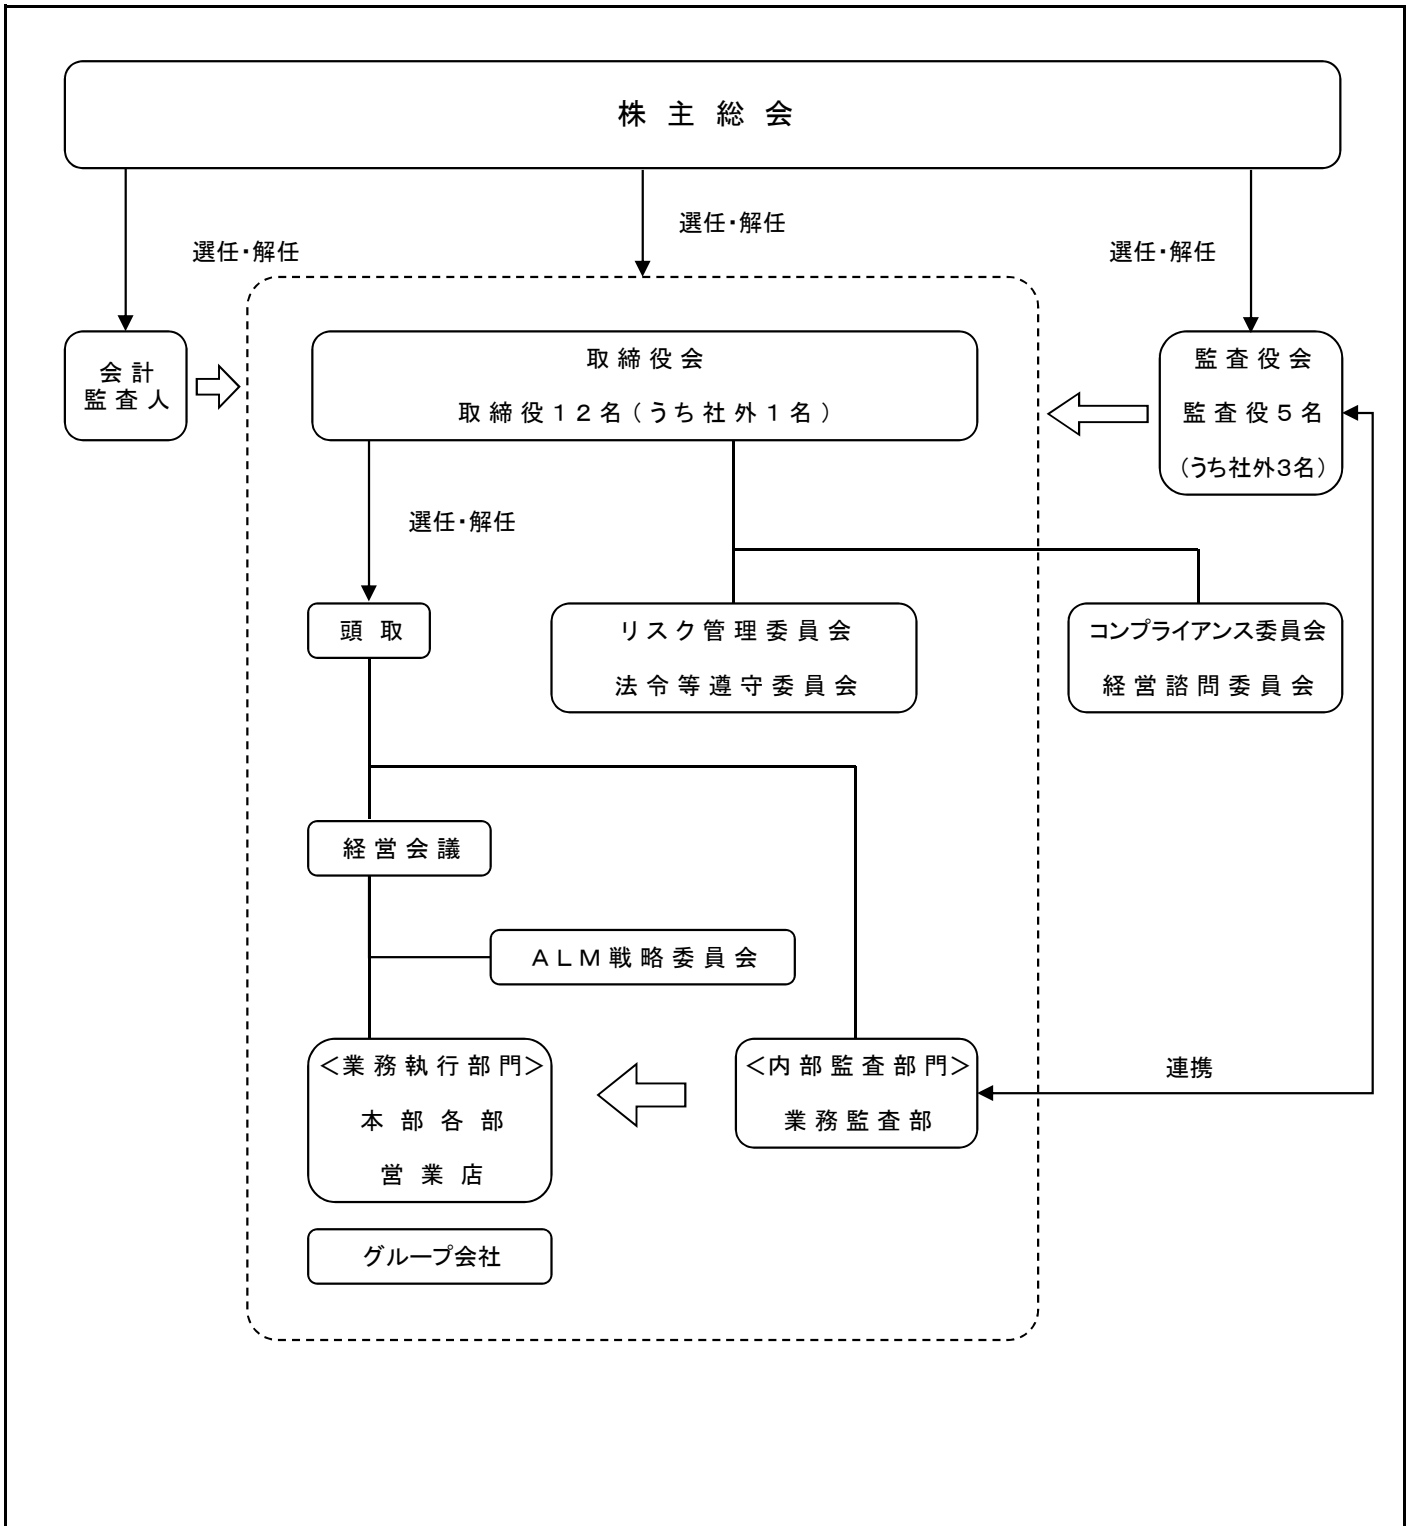 株主総会
選任・解任
選任・解任
選任・解任
会計
監査人
取締役会
取締役12名(うち社外1名)
監査役会
監査役5名
(うち社外3名)
選任・解任
頭取
リスク管理委員会
法令等遵守委員会
コンプライアンス委員会
経営諮問委員会
経営会議
ALM戦略委員会
<業務執行部門>
本部各部
営業店
<内部監査部門>
業務監査部
連携
グループ会社